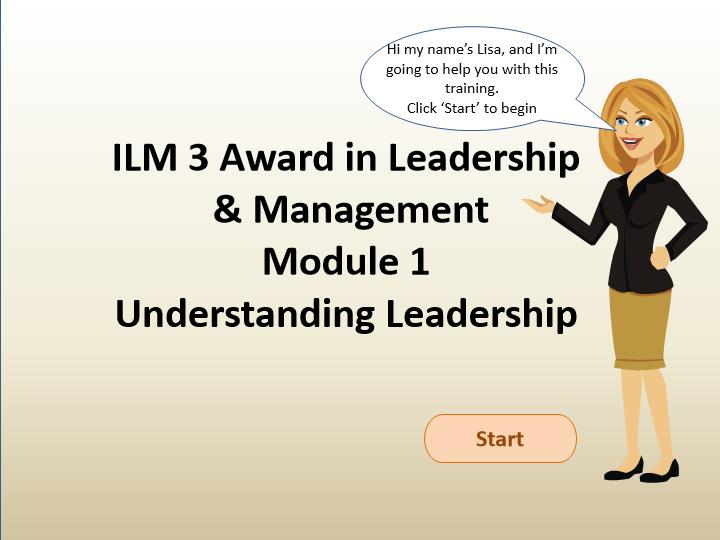 Hi my name’s Lisa, and I’m
going to help you with this
training.
Click ‘Start’ to begin
ILM 3 Award in Leadership
& Management
Module 1
Understanding Leadership
Start